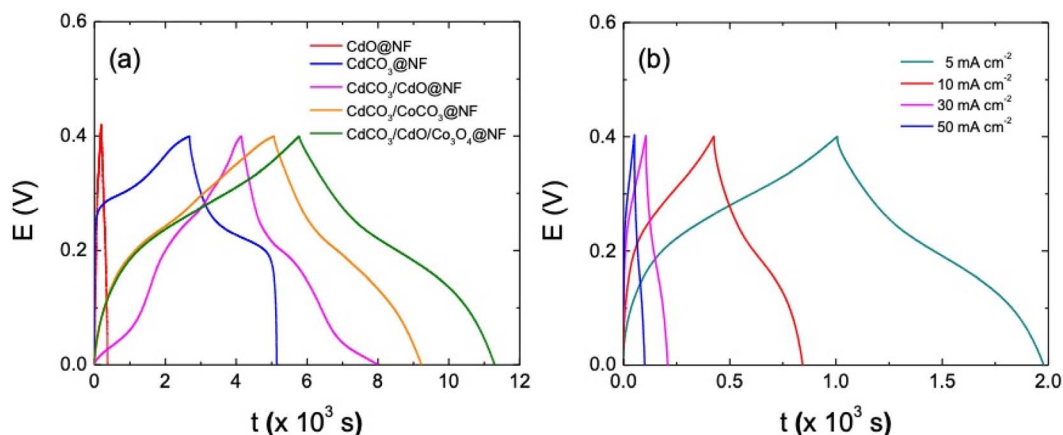 (a)
CdO@NF
CdCO₃@NF
CdCO₃/CdO@NF
CdCO₃/CoCO₃@NF
CdCO₃/CdO/Co₃O₄@NF
E (V)
0.6
0.4
0.2
0.0
0 2 4 6 8 10 12
t (x 10³ s)
(b)
5 mA cm⁻²
10 mA cm⁻²
30 mA cm⁻²
50 mA cm⁻²
E (V)
0.6
0.4
0.2
0.0
0.0 0.5 1.0 1.5 2.0
t (x 10³ s)